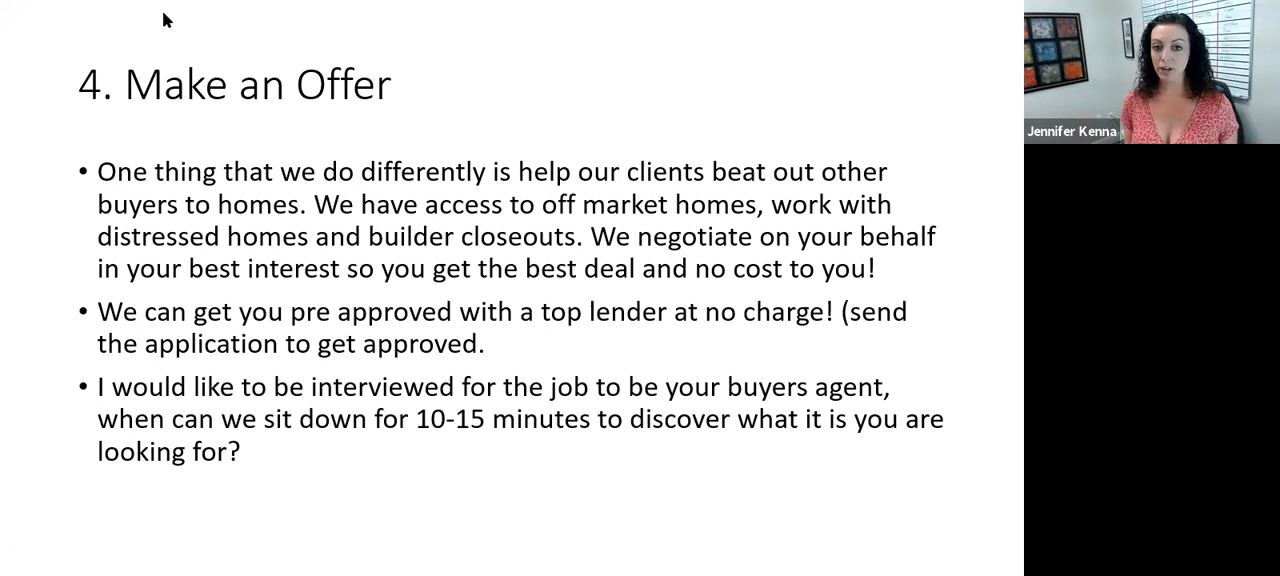 4. Make an Offer
• One thing that we do differently is help our clients beat out other
buyers to homes. We have access to off market homes, work with
distressed homes and builder closeouts. We negotiate on your behalf
in your best interest so you get the best deal and no cost to you!
• We can get you pre approved with a top lender at no charge! (send
the application to get approved.
• I would like to be interviewed for the job to be your buyers agent,
when can we sit down for 10-15 minutes to discover what it is you are
looking for?
Jennifer Kenna